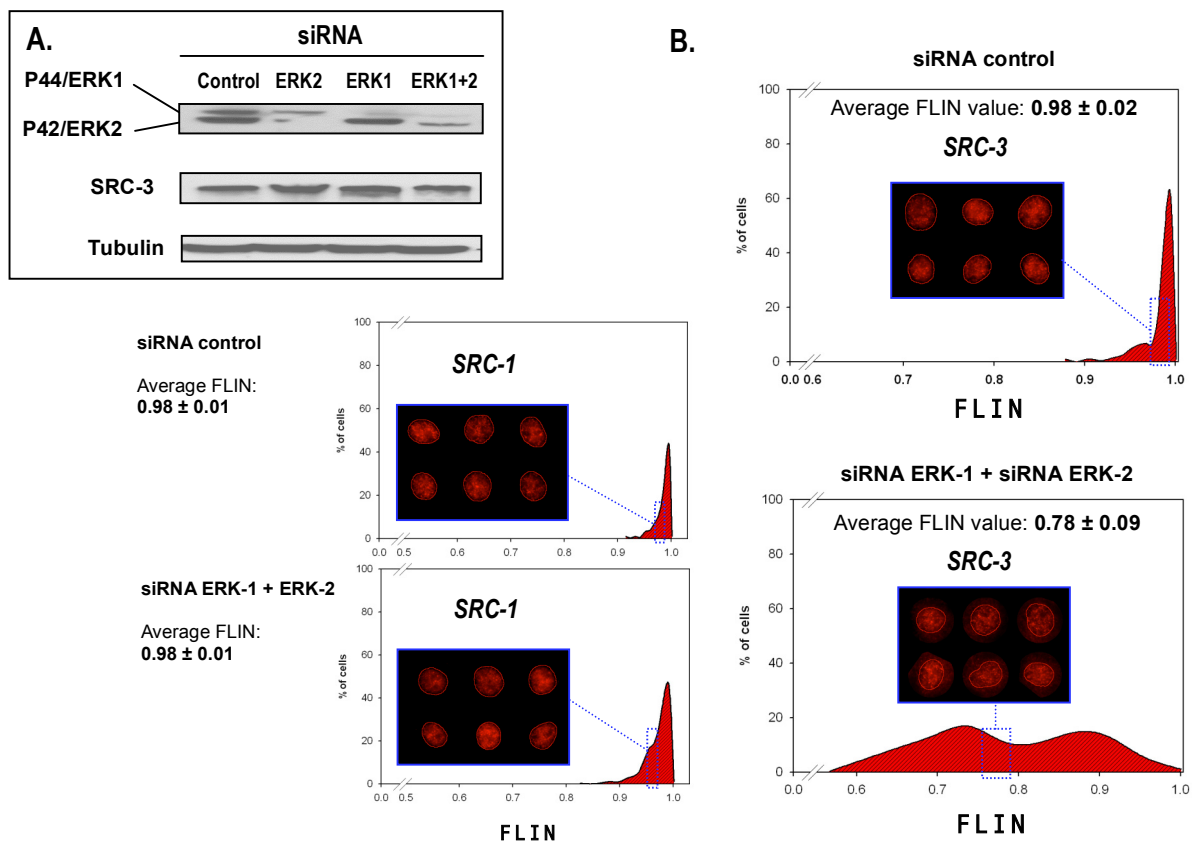 A.
siRNA
Control ERK2 ERK1 ERK1+2
P44/ERK1
P42/ERK2
SRC-3
Tubulin
B.
siRNA control
Average FLIN value: 0.98 ± 0.02
SRC-3
% of cells
100
80
60
40
20
0
0.0 0.6 0.7 0.8 0.9 1.0
FLIN
siRNA control
Average FLIN:
0.98 ± 0.01
SRC-1
% of cells
100
80
60
40
20
0
0.0 0.5 0.6 0.7 0.8 0.9 1.0
siRNA ERK-1 + ERK-2
Average FLIN:
0.98 ± 0.01
SRC-1
% of cells
100
80
60
40
20
0
0.0 0.5 0.6 0.7 0.8 0.9 1.0
FLIN
siRNA ERK-1 + siRNA ERK-2
Average FLIN value: 0.78 ± 0.09
SRC-3
% of cells
100
80
60
40
20
0
0.0 0.6 0.7 0.8 0.9 1.0
FLIN